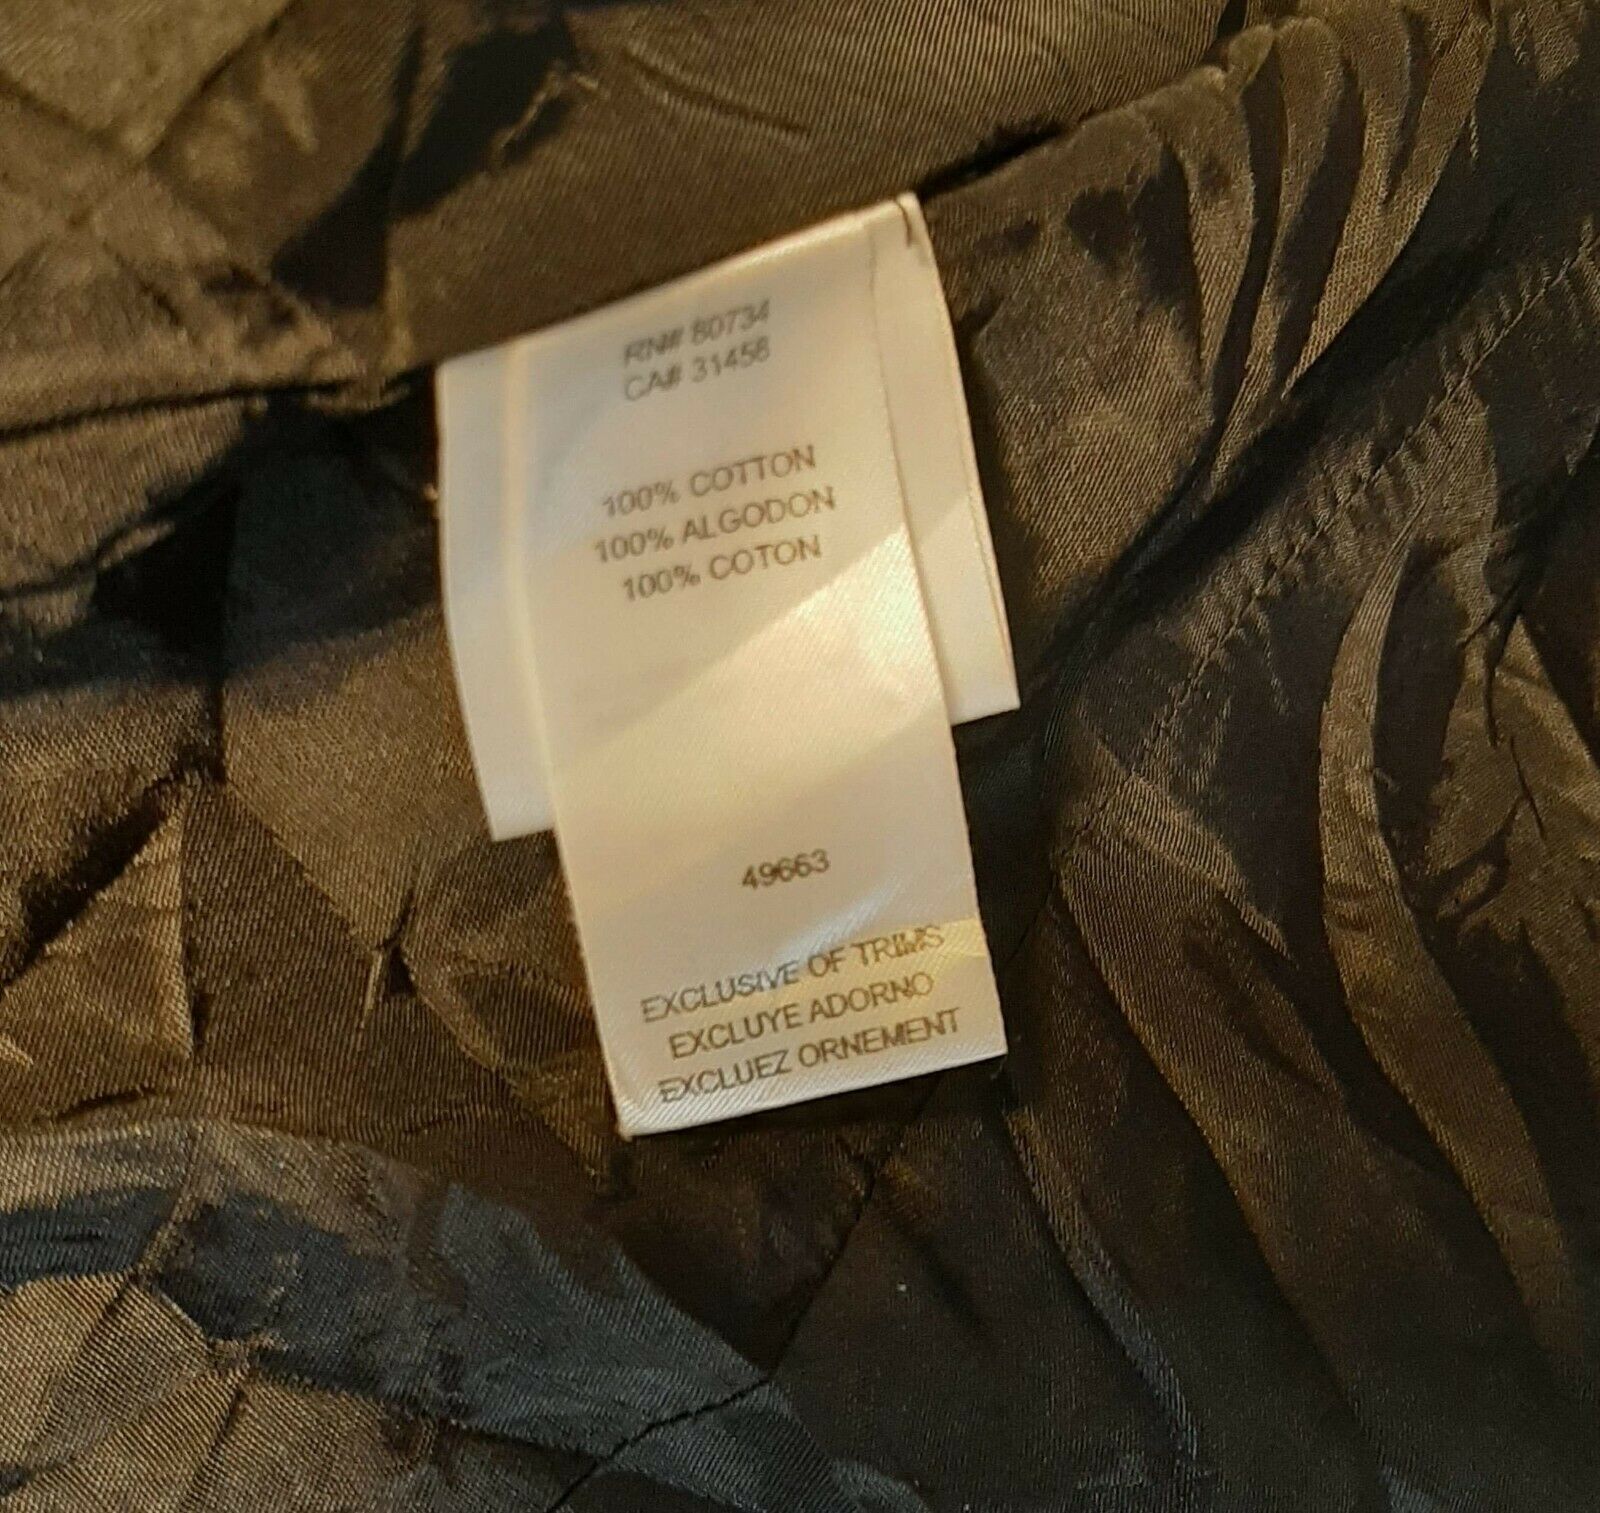 RN# 80734
CA# 31458
100% COTTON
100% ALGODON
100% COTON
49663
EXCLUSIVE OF TRIMS
EXCLUYE ADORNO
EXCLUEZ ORNEMENT